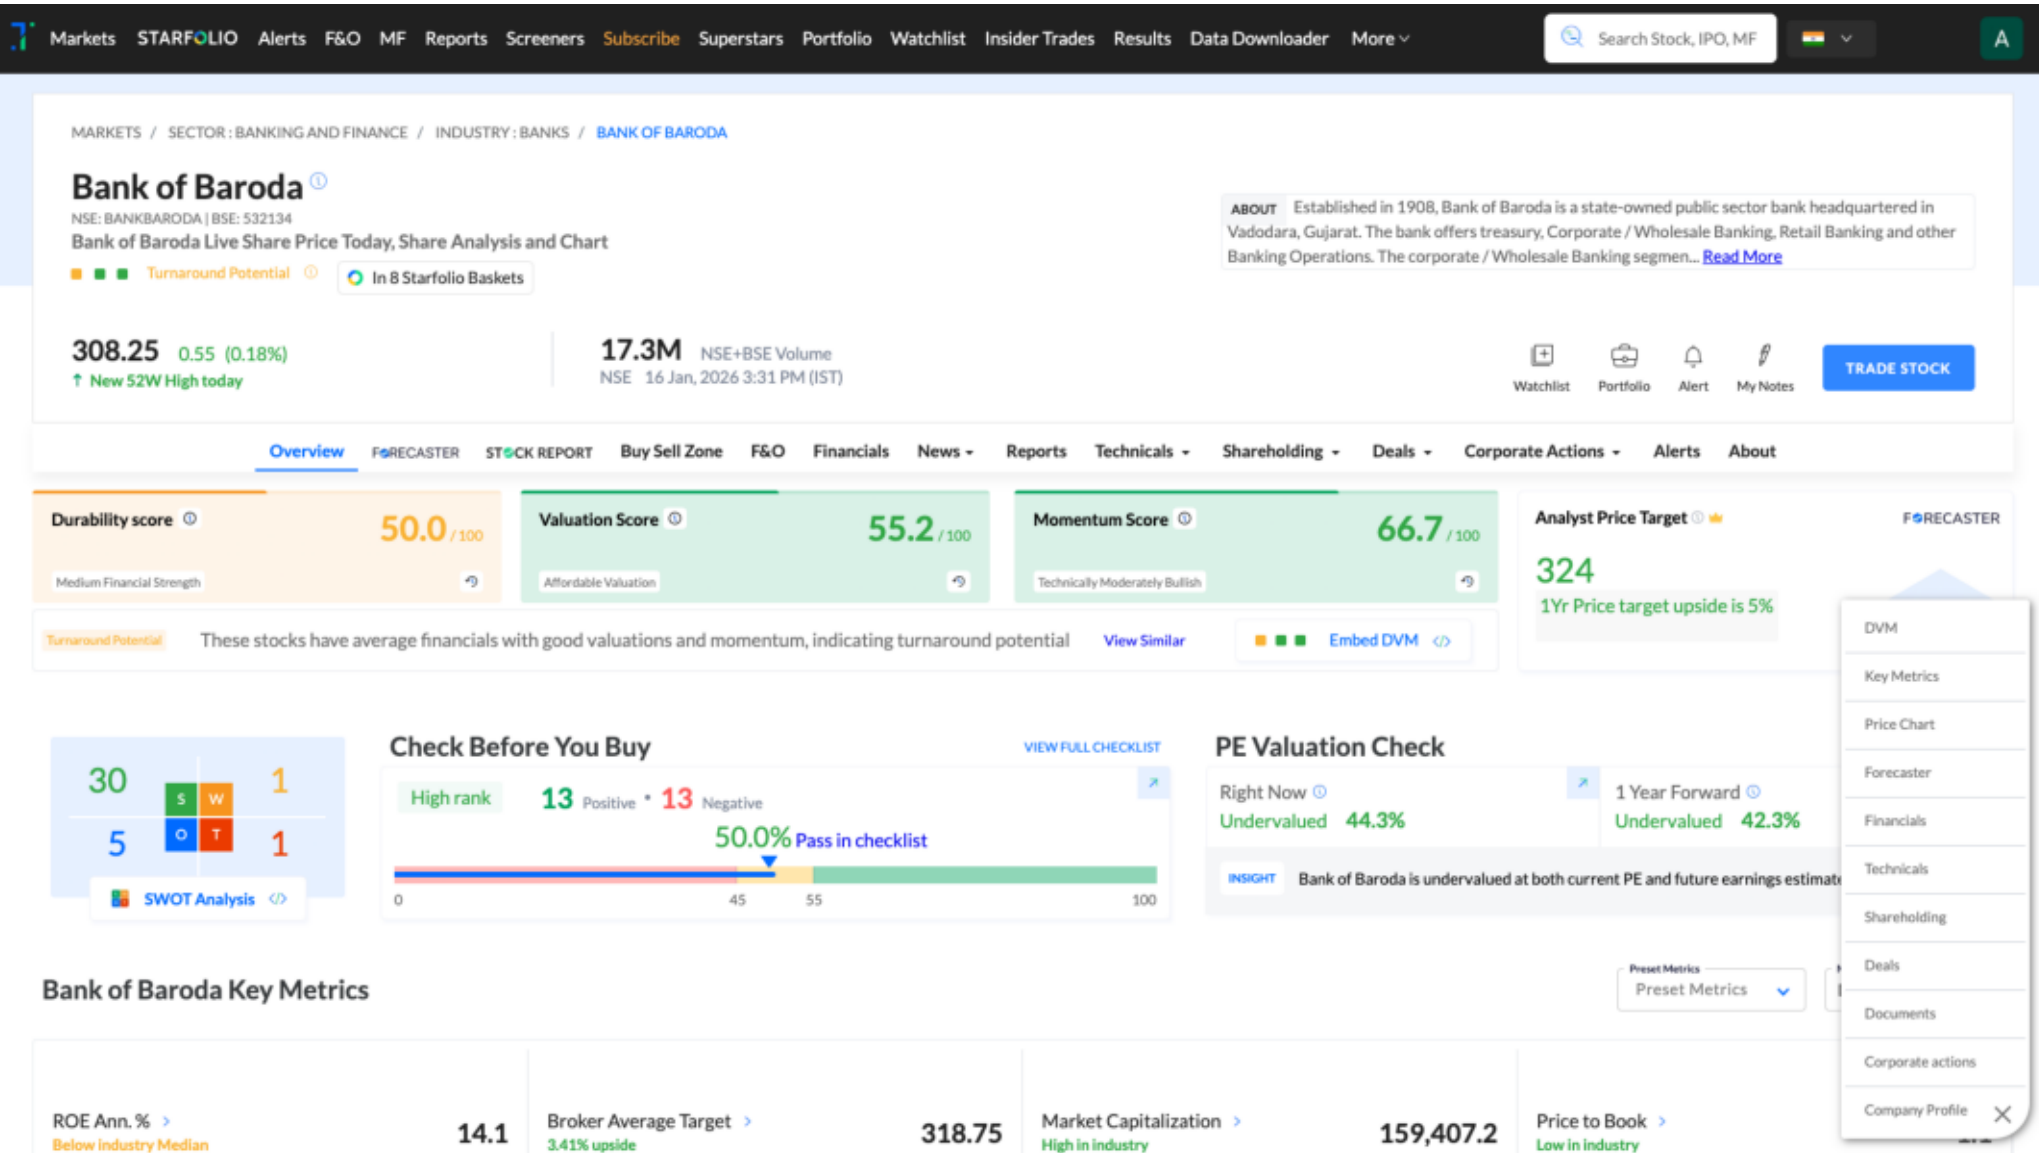 Markets STARFOLIO Alerts F&O MF Reports Screeners Subscribe Superstars Portfolio Watchlist Insider Trades Results Data Downloader More Search Stock, IPO, MF A
MARKETS / SECTOR : BANKING AND FINANCE / INDUSTRY : BANKS / BANK OF BARODA
Bank of Baroda
NSE: BANKBARODA | BSE: 532134
Bank of Baroda Live Share Price Today, Share Analysis and Chart
Turnaround Potential In 8 Starfolio Baskets
ABOUT Established in 1908, Bank of Baroda is a state-owned public sector bank headquartered in
Vadodara, Gujarat. The bank offers treasury, Corporate / Wholesale Banking, Retail Banking and other
Banking Operations. The corporate / Wholesale Banking segmen... Read More
308.25 0.55 (0.18%)
↑ New 52W High today
17.3M NSE+BSE Volume
NSE 16 Jan, 2026 3:31 PM (IST)
Watchlist Portfolio Alert My Notes TRADE STOCK
Overview FORECASTER STOCK REPORT Buy Sell Zone F&O Financials News Reports Technicals Shareholding Deals Corporate Actions Alerts About
Durability score 50.0 / 100
Medium Financial Strength
Valuation Score 55.2 / 100
Affordable Valuation
Momentum Score 66.7 / 100
Technically Moderately Bullish
Analyst Price Target FORECASTER
324
1Yr Price target upside is 5%
Turnaround Potential These stocks have average financials with good valuations and momentum, indicating turnaround potential View Similar Embed DVM </>
30 S W 1
5 O T 1
SWOT Analysis </>
Check Before You Buy VIEW FULL CHECKLIST
High rank 13 Positive • 13 Negative
50.0% Pass in checklist
0 45 55 100
PE Valuation Check
Right Now
Undervalued 44.3%
1 Year Forward
Undervalued 42.3%
INSIGHT Bank of Baroda is undervalued at both current PE and future earnings estimate
DVM
Key Metrics
Price Chart
Forecaster
Financials
Technicals
Shareholding
Deals
Documents
Corporate actions
Company Profile
Bank of Baroda Key Metrics
Preset Metrics
Preset Metrics
ROE Ann. % 14.1
Below industry Median
Broker Average Target 318.75
3.41% upside
Market Capitalization 159,407.2
High in industry
Price to Book
Low in industry